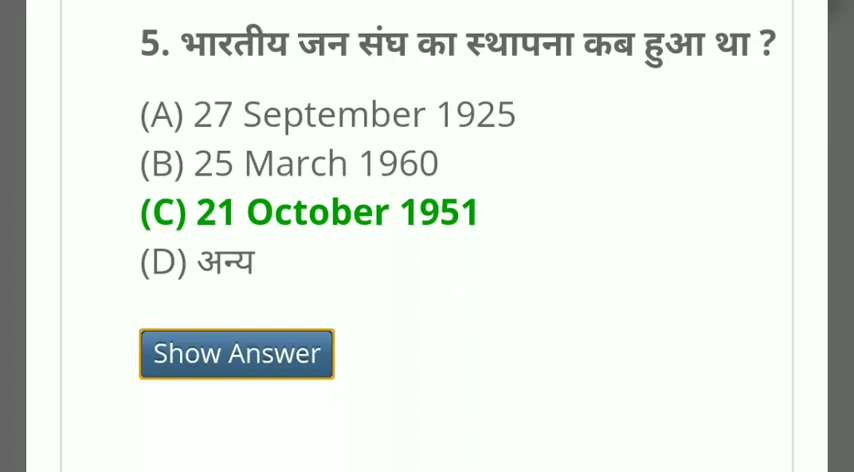 5. भारतीय जन संघ का स्थापना कब हुआ था ?
(A) 27 September 1925
(B) 25 March 1960
(C) 21 October 1951
(D) अन्य
Show Answer